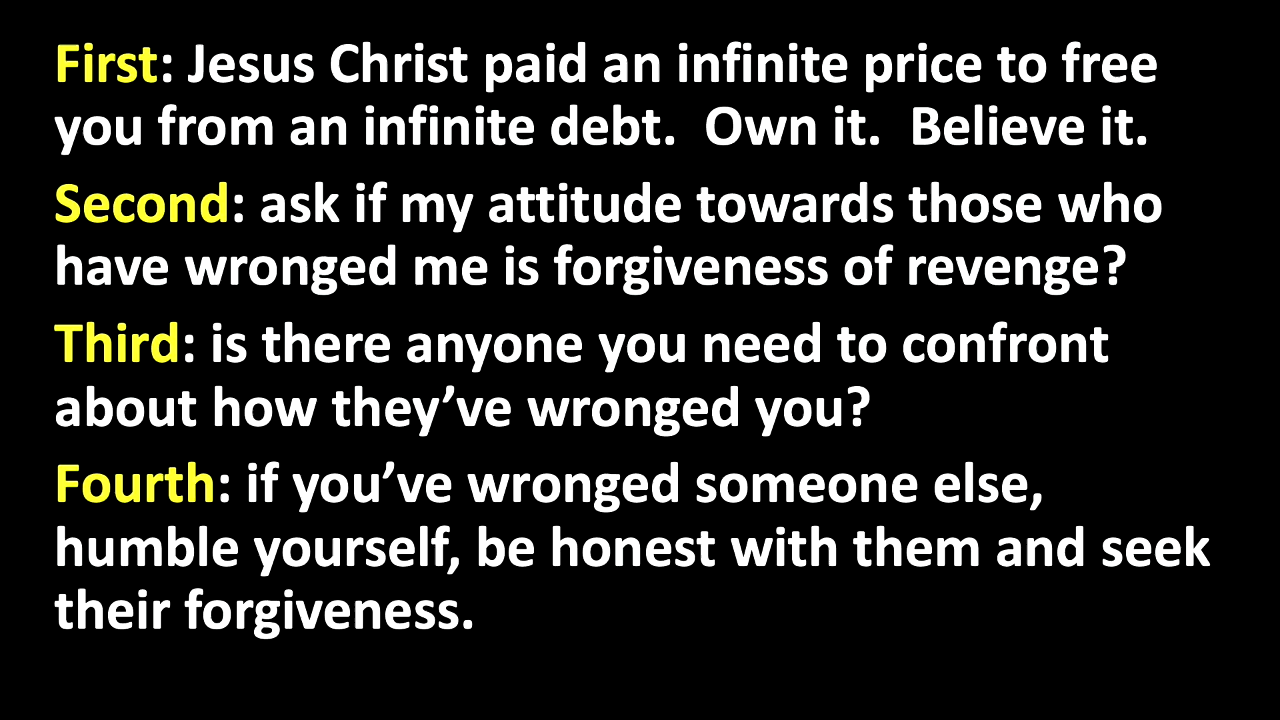 First: Jesus Christ paid an infinite price to free
you from an infinite debt.  Own it.  Believe it.
Second: ask if my attitude towards those who
have wronged me is forgiveness of revenge?
Third: is there anyone you need to confront
about how they’ve wronged you?
Fourth: if you’ve wronged someone else,
humble yourself, be honest with them and seek
their forgiveness.